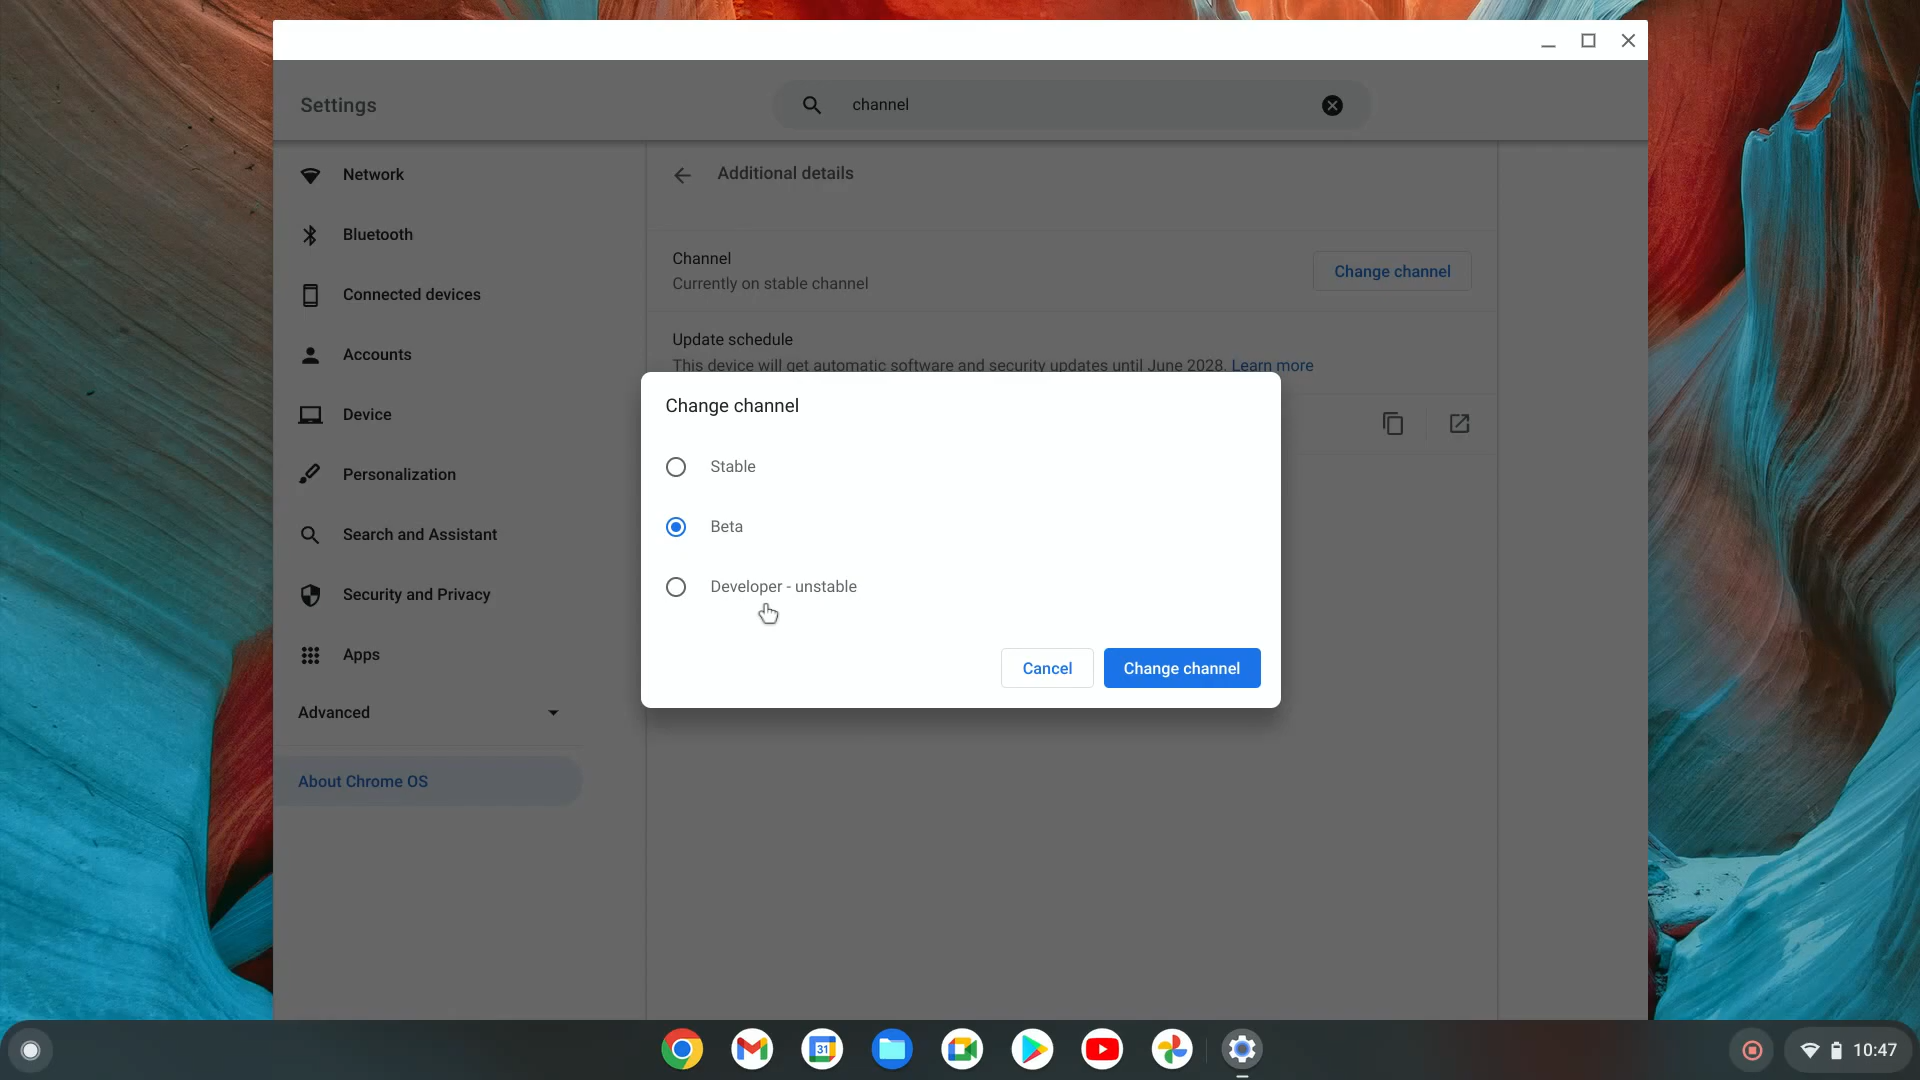 Settings
channel
Network
Bluetooth
Connected devices
Accounts
Device
Personalization
Search and Assistant
Security and Privacy
Apps
Advanced
About Chrome OS
Additional details
Channel
Currently on stable channel
Change channel
Update schedule
This device will get automatic software and security updates until June 2028. Learn more
Change channel
Stable
Beta
Developer - unstable
Cancel
Change channel
31
10:47